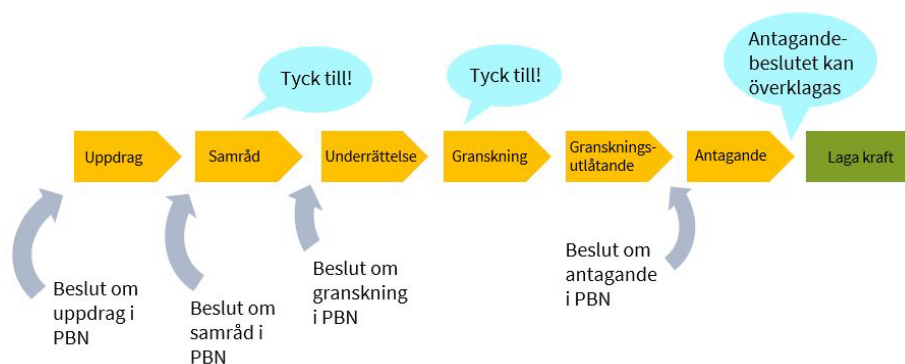 Tyck till!
Tyck till!
Antagande-
beslutet kan
överklagas
Uppdrag
Samråd
Underrättelse
Granskning
Gransknings-
utlåtande
Antagande
Laga kraft
Beslut om
uppdrag i
PBN
Beslut om
samråd i
PBN
Beslut om
granskning
i PBN
Beslut om
antagande
i PBN